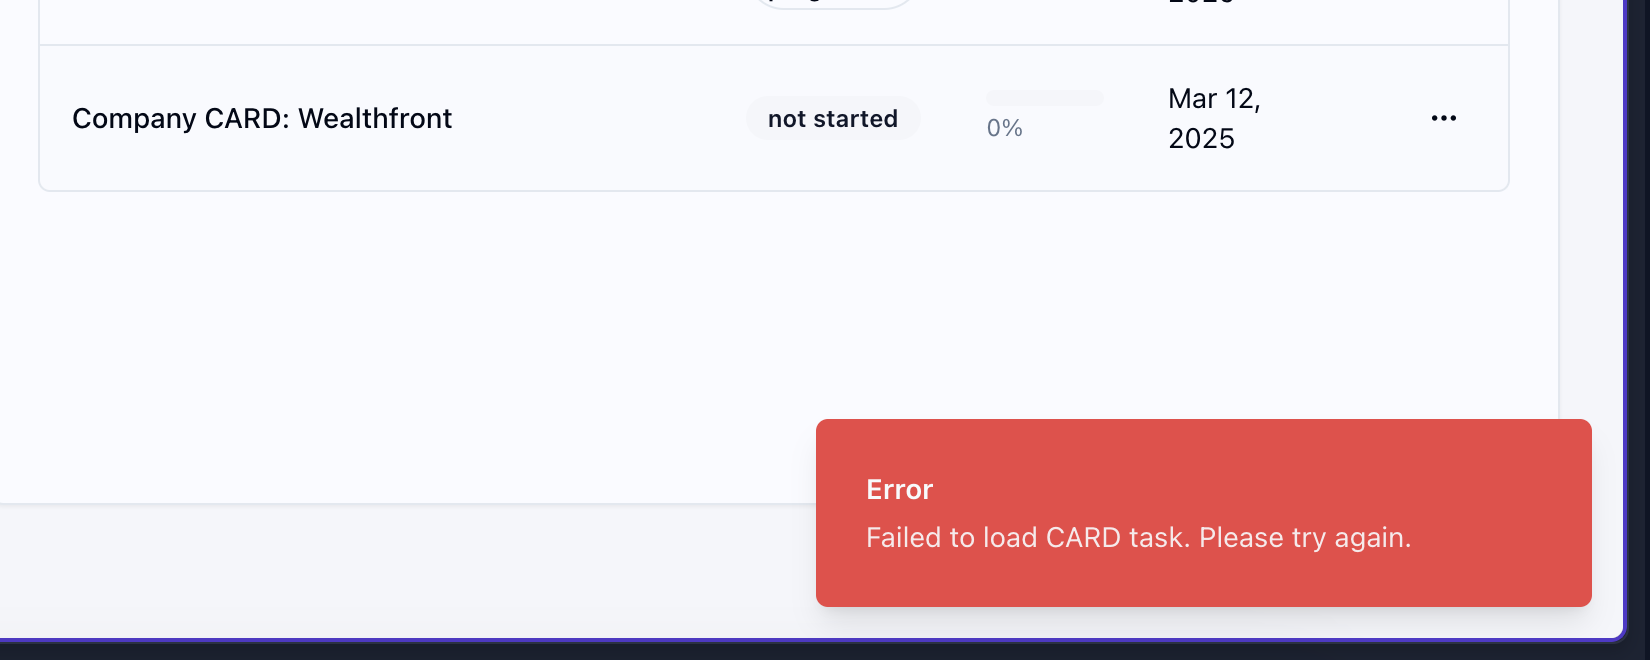 Company CARD: Wealthfront
not started
0%
Mar 12,
2025
Error
Failed to load CARD task. Please try again.